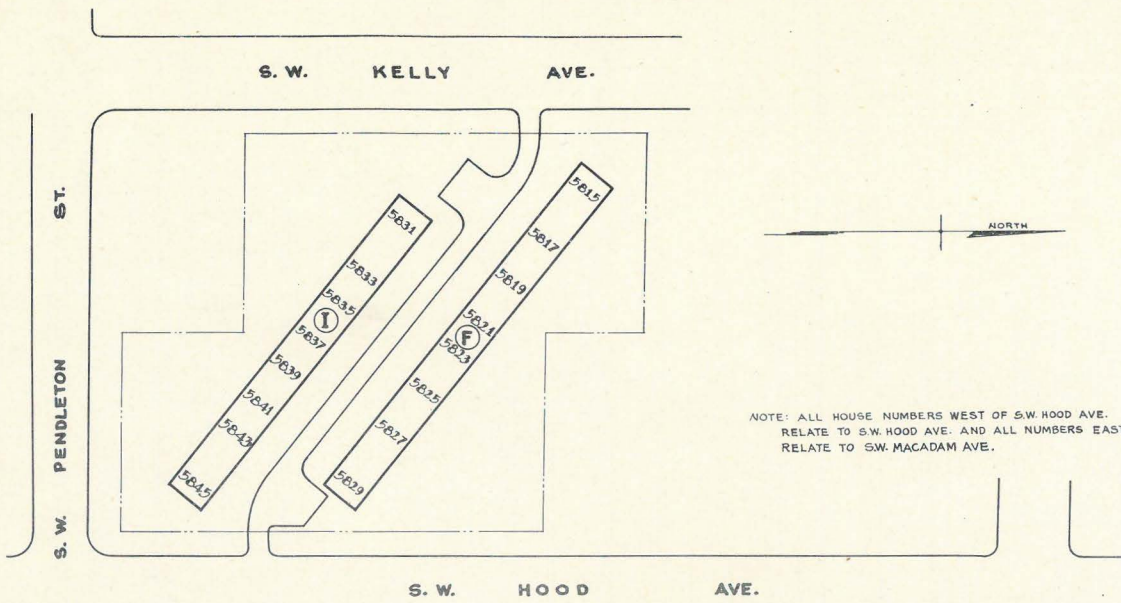 S. W. KELLY AVE.
S. W. PENDLETON ST.
5831
5833
5835
I
5837
5839
5841
5843
5845
5815
5817
5819
5821
F
5823
5825
5827
5829
NORTH
NOTE: ALL HOUSE NUMBERS WEST OF S.W. HOOD AVE.
RELATE TO S.W. HOOD AVE. AND ALL NUMBERS EAST
RELATE TO S.W. MACADAM AVE.
S. W. HOOD AVE.